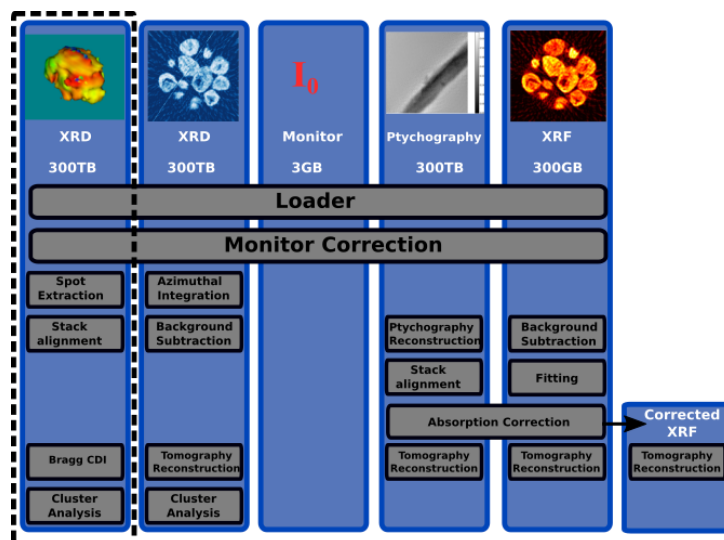 I0
XRD
XRD
Monitor
Ptychography
XRF
300TB
300TB
3GB
300TB
300GB
Loader
Monitor Correction
Spot
Extraction
Azimuthal
Integration
Stack
alignment
Background
Subtraction
Ptychography
Reconstruction
Background
Subtraction
Stack
alignment
Fitting
Absorption Correction
Corrected
XRF
Bragg CDI
Tomography
Reconstruction
Tomography
Reconstruction
Tomography
Reconstruction
Tomography
Reconstruction
Cluster
Analysis
Cluster
Analysis